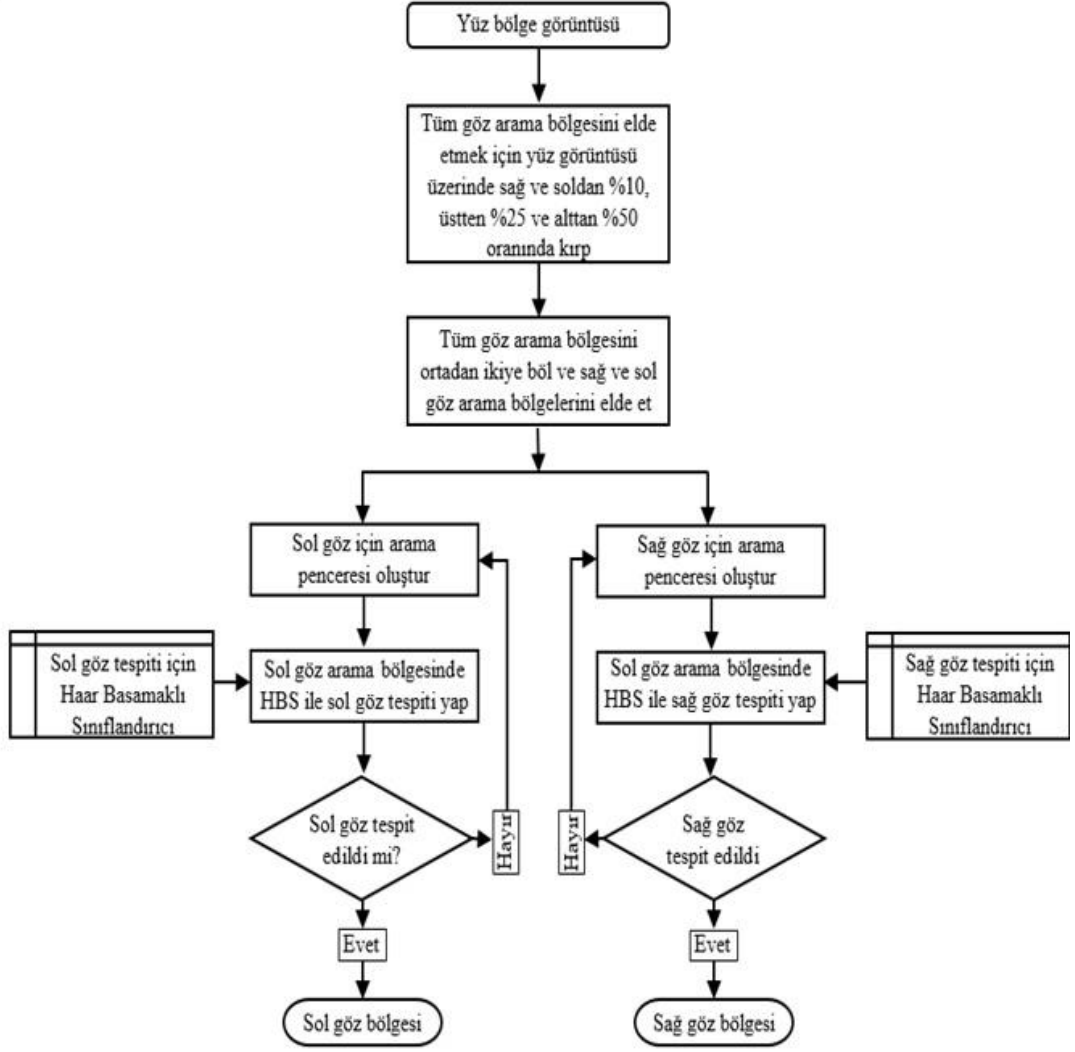 Yüz bölge görüntüsü
Tüm göz arama bölgesini elde
etmek için yüz görüntüsü
üzerinde sağ ve soldan %10,
üstten %25 ve alttan %50
oranında kırp
Tüm göz arama bölgesini
ortadan ikiye böl ve sağ ve sol
göz arama bölgelerini elde et
Sol göz için arama
penceresi oluştur
Sağ göz için arama
penceresi oluştur
Sol göz tespiti için
Haar Basamaklı
Sınıflandırıcı
Sol göz arama bölgesinde
HBS ile sol göz tespiti yap
Sol göz arama bölgesinde
HBS ile sağ göz tespiti yap
Sağ göz tespiti için
Haar Basamaklı
Sınıflandırıcı
Sol göz tespit
edildi mi?
Hayır
Hayır
Sağ göz
tespit edildi
Evet
Evet
Sol göz bölgesi
Sağ göz bölgesi